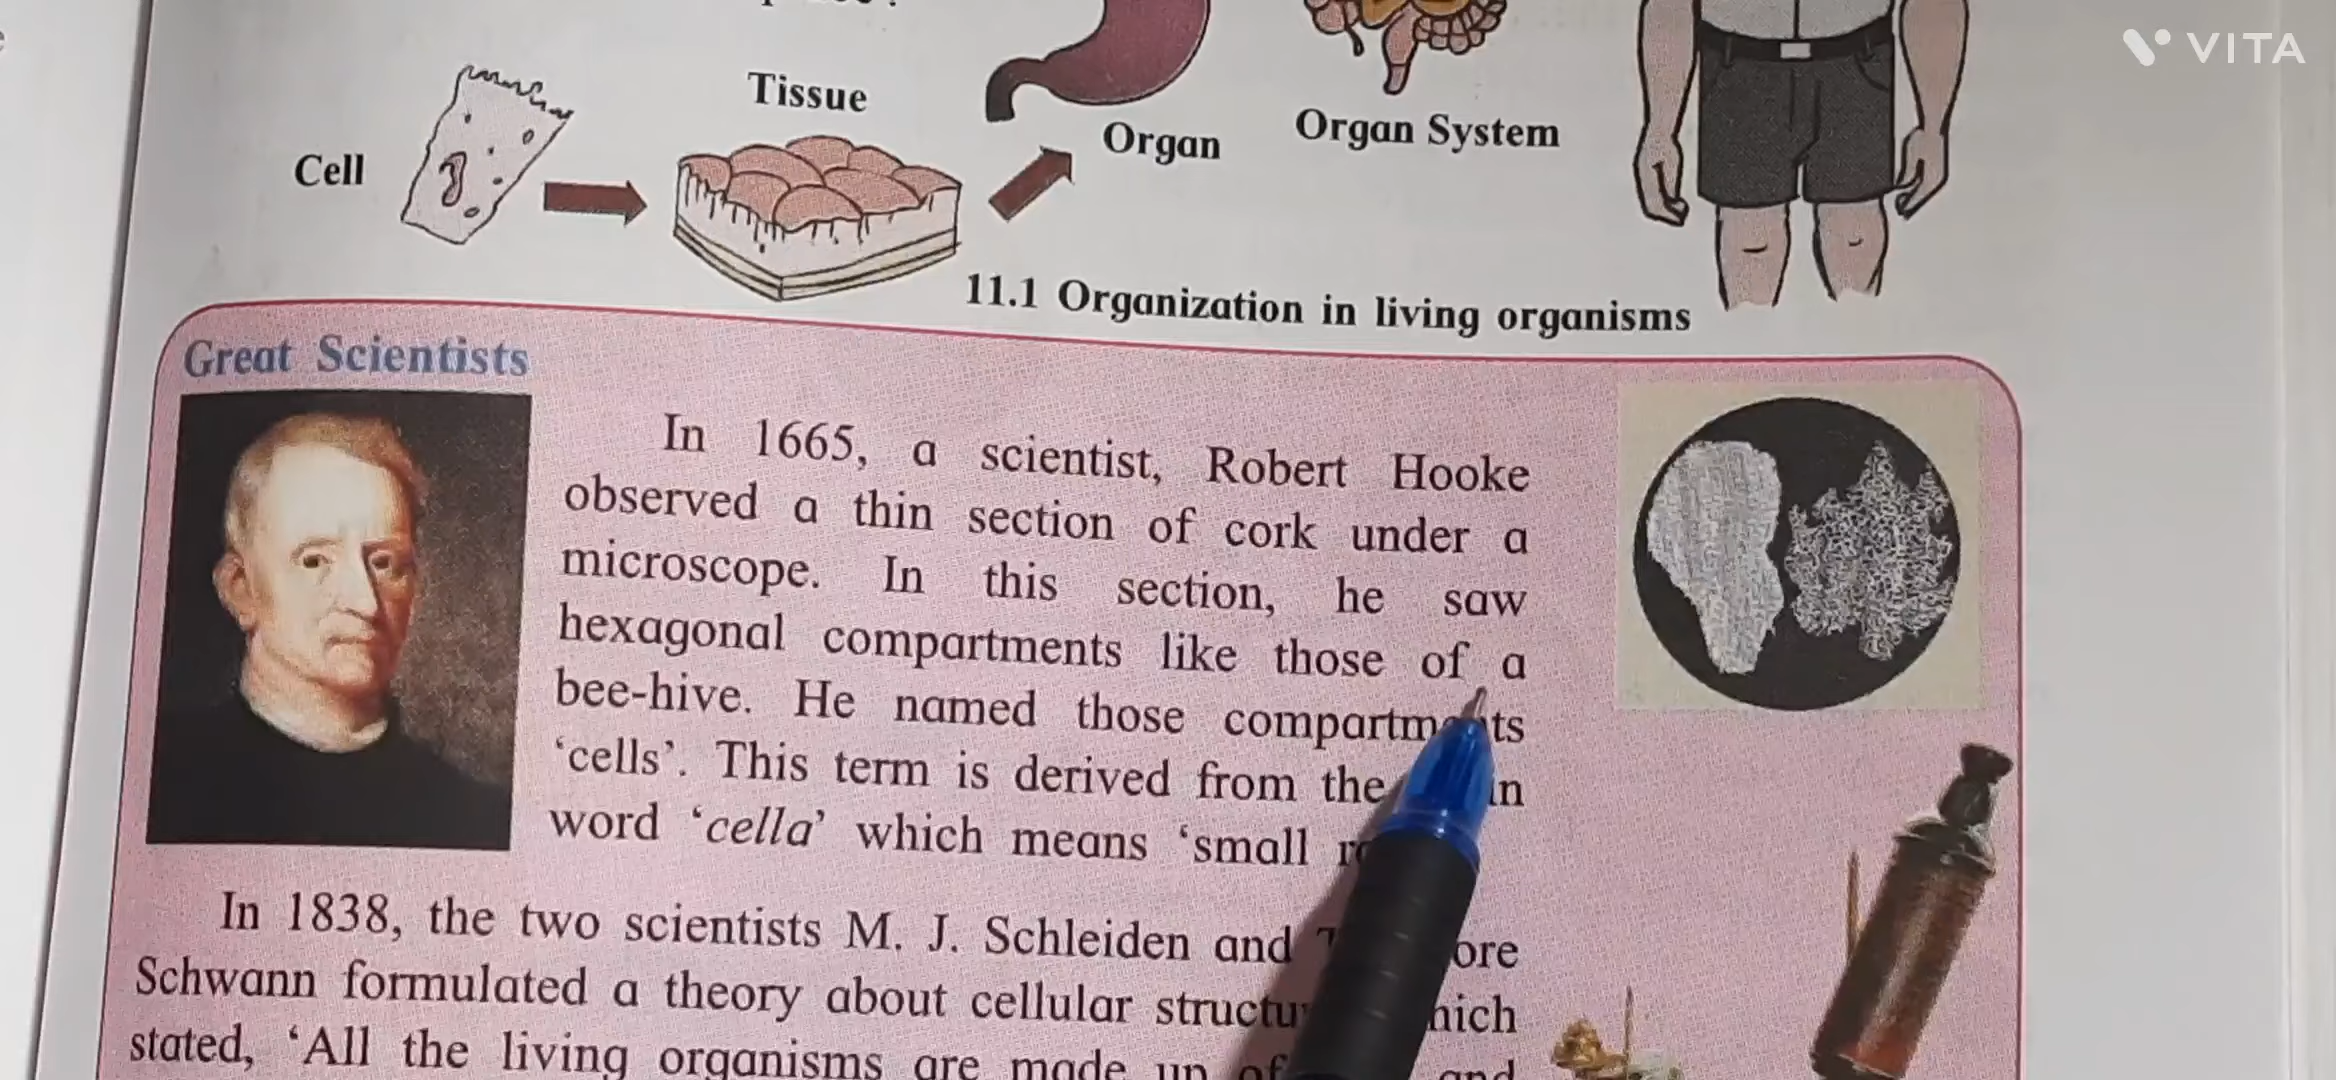 VITA
Tissue
Cell
Organ
Organ System
11.1 Organization in living organisms
Great Scientists
In 1665, a scientist, Robert Hooke
observed a thin section of cork under a
microscope. In this section, he saw
hexagonal compartments like those of a
bee-hive. He named those
'cells'. This term is derived from the
word 'cella' which means 'small
In 1838, the two scientists M. J. Schleiden and
Schwann formulated a theory about cellular
stated, 'All the living organisms are made up of and